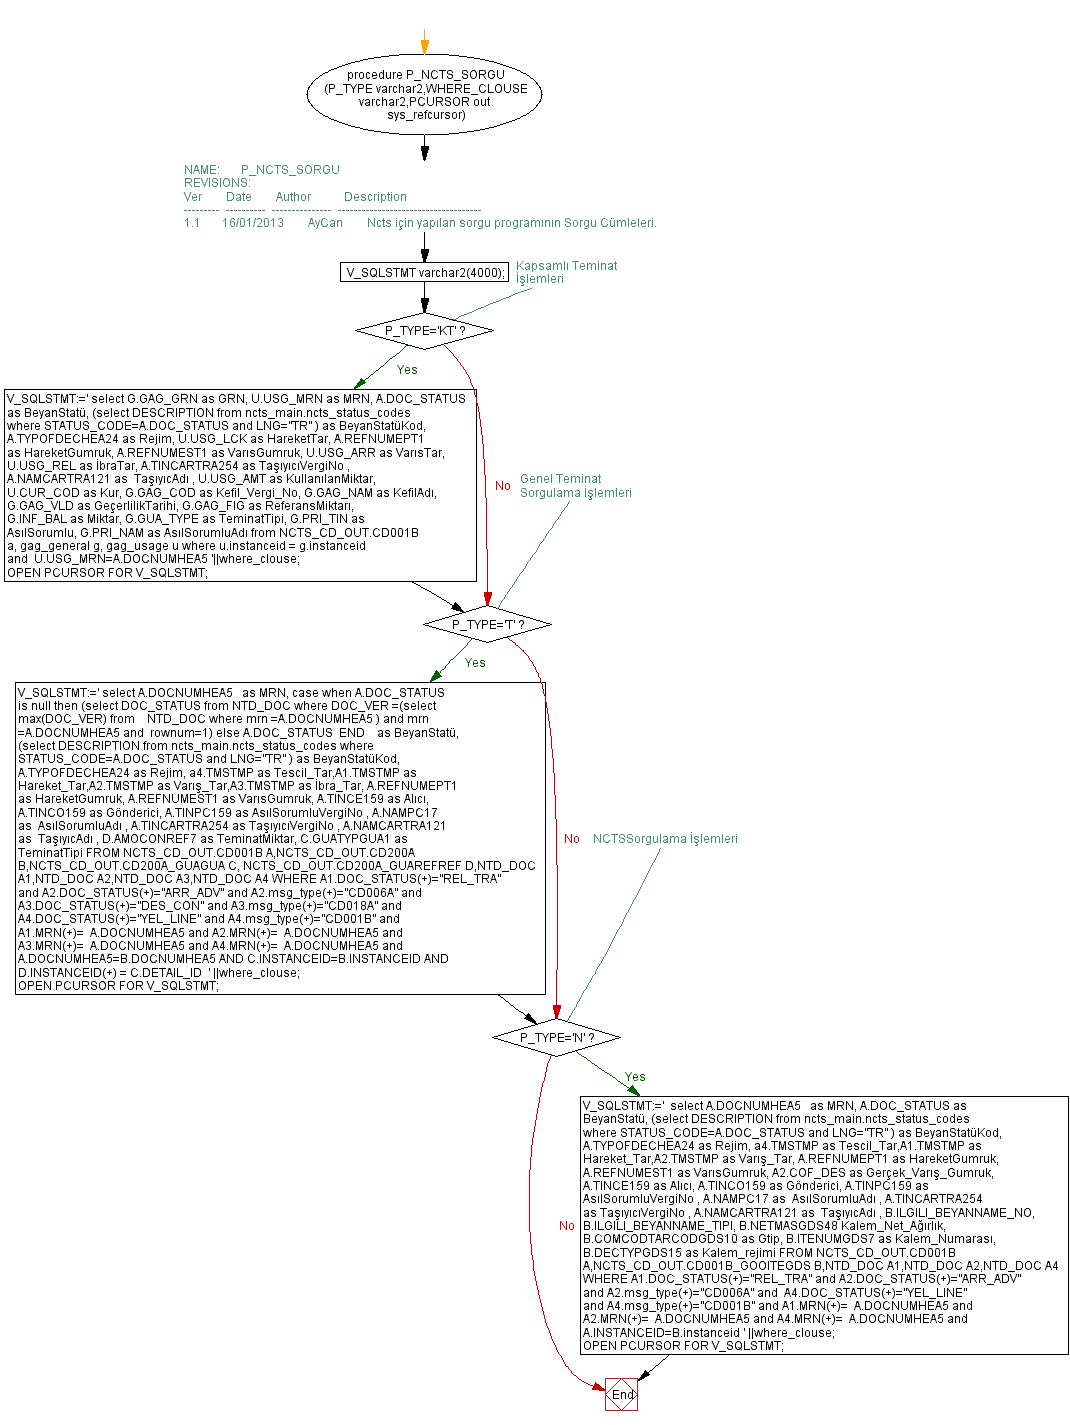 procedure P_NCTS_SORGU
(P_TYPE varchar2,WHERE_CLOUSE
varchar2,PCURSOR out
sys_refcursor)
NAME: P_NCTS_SORGU
REVISIONS:
Ver Date Author Description
--------- ---------- --------------- ------------------------------------
1.1 16/01/2013 AyCan Ncts için yapılan sorgu programının Sorgu Cümleleri.
V_SQLSTMT varchar2(4000);
Kapsamlı Teminat
İşlemleri
P_TYPE='KT' ?
Yes
V_SQLSTMT:=' select G.GAG_GRN as GRN, U.USG_MRN as MRN, A.DOC_STATUS
as BeyanStatü, (select DESCRIPTION from ncts_main.ncts_status_codes
where STATUS_CODE=A.DOC_STATUS and LNG="TR" ) as BeyanStatüKod,
A.TYPOFDECHEA24 as Rejim, U.USG_LCK as HareketTar, A.REFNUMEPT1
as HareketGumruk, A.REFNUMEST1 as VarısGumruk, U.USG_ARR as VarısTar,
U.USG_REL as İbraTar, A.TINCARTRA254 as TaşıyıcıVergiNo ,
A.NAMCARTRA121 as  TaşıyıcıAdı , U.USG_AMT as KullanılanMiktar,
U.CUR_COD as Kur, G.GAG_COD as Kefil_Vergi_No, G.GAG_NAM as KefilAdı,
G.GAG_VLD as GeçerlilikTarihi, G.GAG_FIG as ReferansMiktarı,
G.INF_BAL as Miktar, G.GUA_TYPE as TeminatTipi, G.PRI_TIN as
AsılSorumlu, G.PRI_NAM as AsılSorumluAdı from NCTS_CD_OUT.CD001B
a, gag_general g, gag_usage u where u.instanceid = g.instanceid
and  U.USG_MRN=A.DOCNUMHEA5 '||where_clouse;
OPEN PCURSOR FOR V_SQLSTMT;
No
Genel Teminat
Sorgulama İşlemleri
P_TYPE='T' ?
Yes
V_SQLSTMT:=' select A.DOCNUMHEA5   as MRN, case when A.DOC_STATUS
is null then (select DOC_STATUS from NTD_DOC where DOC_VER =(select
max(DOC_VER) from    NTD_DOC where mrn =A.DOCNUMHEA5 ) and mrn
=A.DOCNUMHEA5 and  rownum=1) else A.DOC_STATUS  END    as BeyanStatü,
(select DESCRIPTION from ncts_main.ncts_status_codes where
STATUS_CODE=A.DOC_STATUS and LNG="TR" ) as BeyanStatüKod,
A.TYPOFDECHEA24 as Rejim, a4.TMSTMP as Tescil_Tar,A1.TMSTMP as
Hareket_Tar,A2.TMSTMP as Varış_Tar,A3.TMSTMP as İbra_Tar, A.REFNUMEPT1
as HareketGumruk, A.REFNUMEST1 as VarısGumruk, A.TINCE159 as Alıcı,
A.TINCO159 as Gönderici, A.TINPC159 as AsılSorumluVergiNo , A.NAMPC17
as  AsılSorumluAdı , A.TINCARTRA254 as TaşıyıcıVergiNo , A.NAMCARTRA121
as  TaşıyıcıAdı , D.AMOCONREF7 as TeminatMiktar, C.GUATYPGUA1 as
TeminatTipi FROM NCTS_CD_OUT.CD001B A,NCTS_CD_OUT.CD200A
B,NCTS_CD_OUT.CD200A_GUAGUA C, NCTS_CD_OUT.CD200A_GUAREFREF D,NTD_DOC
A1,NTD_DOC A2,NTD_DOC A3,NTD_DOC A4 WHERE A1.DOC_STATUS(+)="REL_TRA"
and A2.DOC_STATUS(+)="ARR_ADV" and A2.msg_type(+)="CD006A" and
A3.DOC_STATUS(+)="DES_CON" and A3.msg_type(+)="CD018A" and
A4.DOC_STATUS(+)="YEL_LINE" and A4.msg_type(+)="CD001B" and
A1.MRN(+)=  A.DOCNUMHEA5 and A2.MRN(+)=  A.DOCNUMHEA5 and
A3.MRN(+)=  A.DOCNUMHEA5 and A4.MRN(+)=  A.DOCNUMHEA5 and
A.DOCNUMHEA5=B.DOCNUMHEA5 AND C.INSTANCEID=B.INSTANCEID AND
D.INSTANCEID(+) = C.DETAIL_ID  '||where_clouse;
OPEN PCURSOR FOR V_SQLSTMT;
No
NCTSSorgulama İşlemleri
P_TYPE='N' ?
Yes
V_SQLSTMT:='  select A.DOCNUMHEA5   as MRN, A.DOC_STATUS as
BeyanStatü, (select DESCRIPTION from ncts_main.ncts_status_codes
where STATUS_CODE=A.DOC_STATUS and LNG="TR" ) as BeyanStatüKod,
A.TYPOFDECHEA24 as Rejim, a4.TMSTMP as Tescil_Tar,A1.TMSTMP as
Hareket_Tar,A2.TMSTMP as Varış_Tar, A.REFNUMEPT1 as HareketGumruk,
A.REFNUMEST1 as VarısGumruk, A2.COF_DES as Gerçek_Varış_Gumruk,
A.TINCE159 as Alıcı, A.TINCO159 as Gönderici, A.TINPC159 as
AsılSorumluVergiNo , A.NAMPC17 as  AsılSorumluAdı , A.TINCARTRA254
as TaşıyıcıVergiNo , A.NAMCARTRA121 as  TaşıyıcıAdı , B.ILGILI_BEYANNAME_NO,
B.ILGILI_BEYANNAME_TIPI, B.NETMASGDS48 Kalem_Net_Ağırlık,
B.COMCODTARCODGDS10 as Gtip, B.ITENUMGDS7 as Kalem_Numarası,
B.DECTYPGDS15 as Kalem_rejimi FROM NCTS_CD_OUT.CD001B
A,NCTS_CD_OUT.CD001B_GOOITEGDS B,NTD_DOC A1,NTD_DOC A2,NTD_DOC A4
WHERE A1.DOC_STATUS(+)="REL_TRA" and A2.DOC_STATUS(+)="ARR_ADV"
and A2.msg_type(+)="CD006A" and  A4.DOC_STATUS(+)="YEL_LINE"
and A4.msg_type(+)="CD001B" and A1.MRN(+)=  A.DOCNUMHEA5 and
A2.MRN(+)=  A.DOCNUMHEA5 and A4.MRN(+)=  A.DOCNUMHEA5 and
A.INSTANCEID=B.instanceid '||where_clouse;
OPEN PCURSOR FOR V_SQLSTMT;
No
End